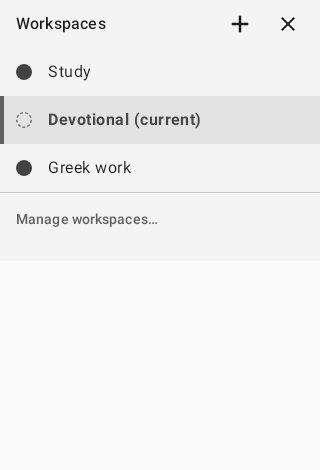 Workspaces
Study
Devotional (current)
Greek work
Manage workspaces…